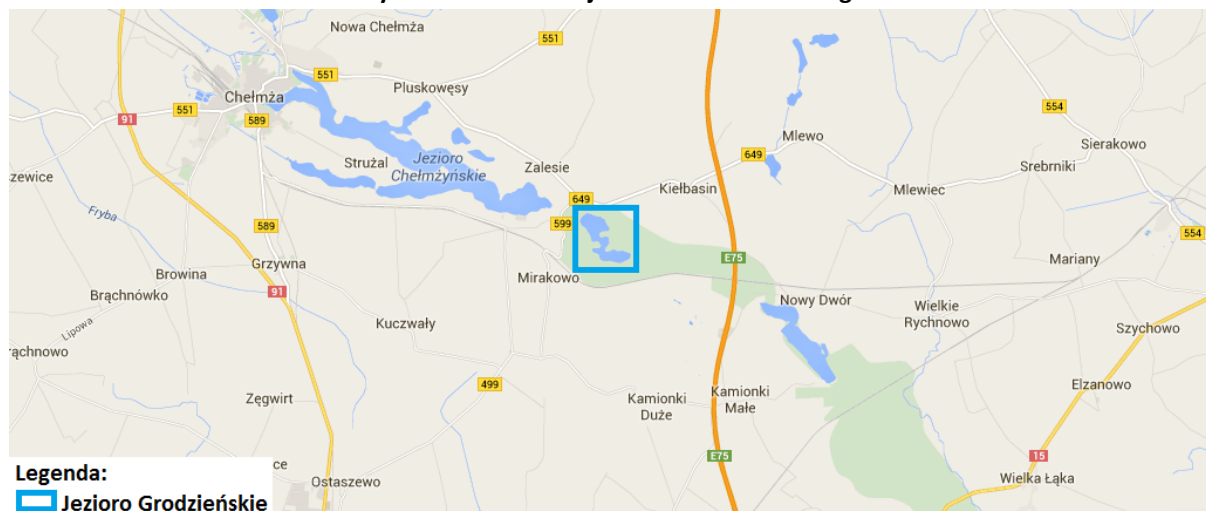 Nowa Chełmża
551
551
Pluskowęsy
Chełmża
551
91
589
554
Mlewo
Sierakowo
649
Srebrniki
Strużal
Jezioro
Chełmżyńskie
Zalesie
Kiełbasin
Mlewiec
zewice
649
Fryba
589
599
554
Grzywna
Mirakowo
E75
Mariany
Browina
Brąchnówko
91
Nowy Dwór
Wielkie
Rychnowo
Lipowa
Kuczwały
Szychowo
rąchnowo
499
Elzanowo
Zęgwirt
Kamionki
Duże
Kamionki
Małe
E75
15
Wielka Łąka
ce
Ostaszewo
Legenda:
Jezioro Grodzieńskie